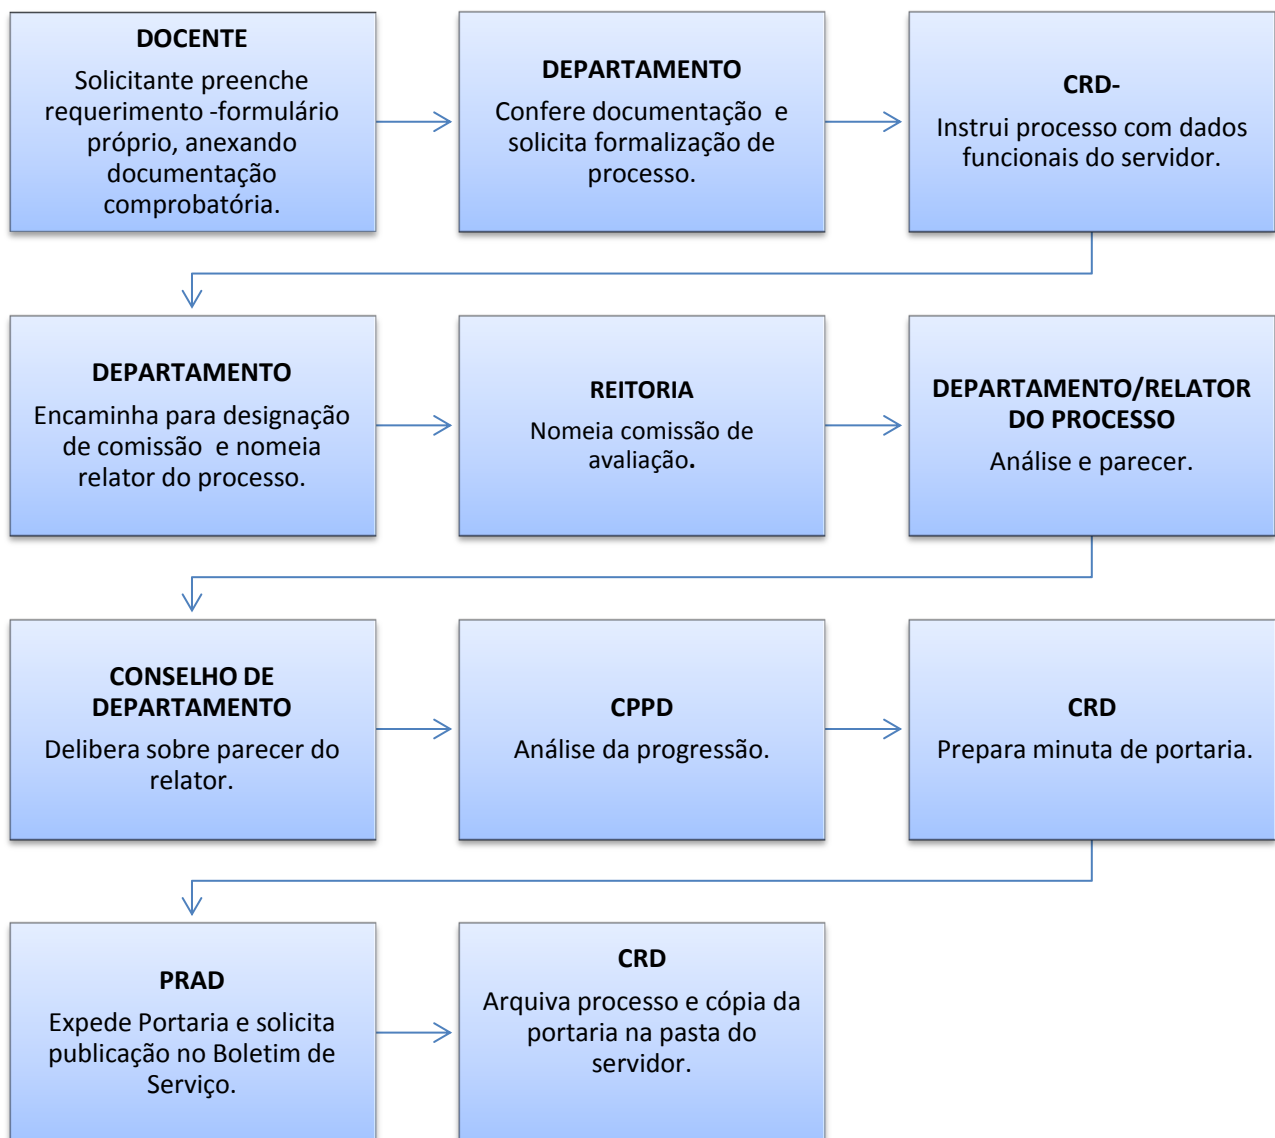 DOCENTE
Solicitante preenche
requerimento -formulário
próprio, anexando
documentação
comprobatória.
DEPARTAMENTO
Confere documentação e
solicita formalização de
processo.
CRD-
Instrui processo com dados
funcionais do servidor.
DEPARTAMENTO
Encaminha para designação
de comissão e nomeia
relator do processo.
REITORIA
Nomeia comissão de
avaliação.
DEPARTAMENTO/RELATOR
DO PROCESSO
Análise e parecer.
CONSELHO DE
DEPARTAMENTO
Delibera sobre parecer do
relator.
CPPD
Análise da progressão.
CRD
Prepara minuta de portaria.
PRAD
Expede Portaria e solicita
publicação no Boletim de
Serviço.
CRD
Arquiva processo e cópia da
portaria na pasta do
servidor.